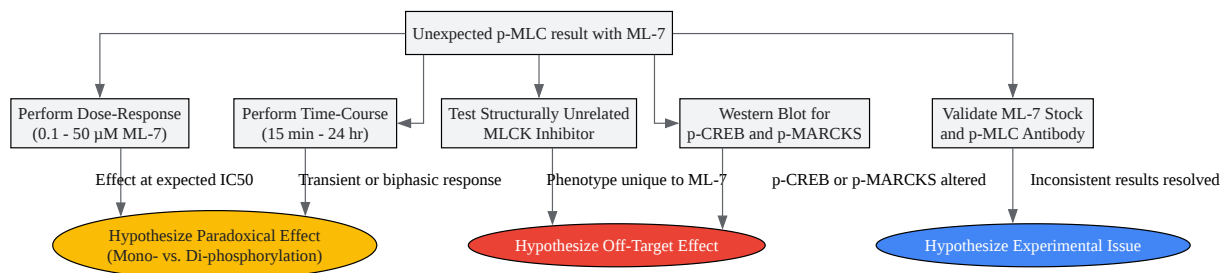 Unexpected p-MLC result with ML-7
Perform Dose-Response
(0.1 - 50 µM ML-7)
Perform Time-Course
(15 min - 24 hr)
Test Structurally Unrelated
MLCK Inhibitor
Western Blot for
p-CREB and p-MARCKS
Validate ML-7 Stock
and p-MLC Antibody
Effect at expected IC50
Transient or biphasic response
Phenotype unique to ML-7
p-CREB or p-MARCKS altered
Inconsistent results resolved
Hypothesize Paradoxical Effect
(Mono- vs. Di-phosphorylation)
Hypothesize Off-Target Effect
Hypothesize Experimental Issue